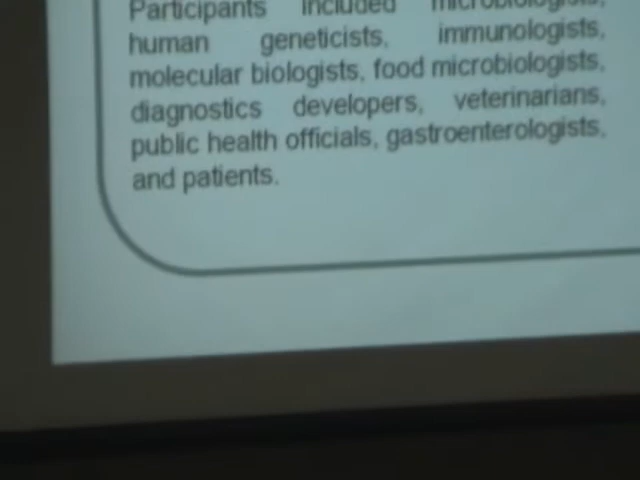 Participants included microbiologists,
human geneticists, immunologists,
molecular biologists, food microbiologists,
diagnostics developers, veterinarians,
public health officials, gastroenterologists,
and patients.